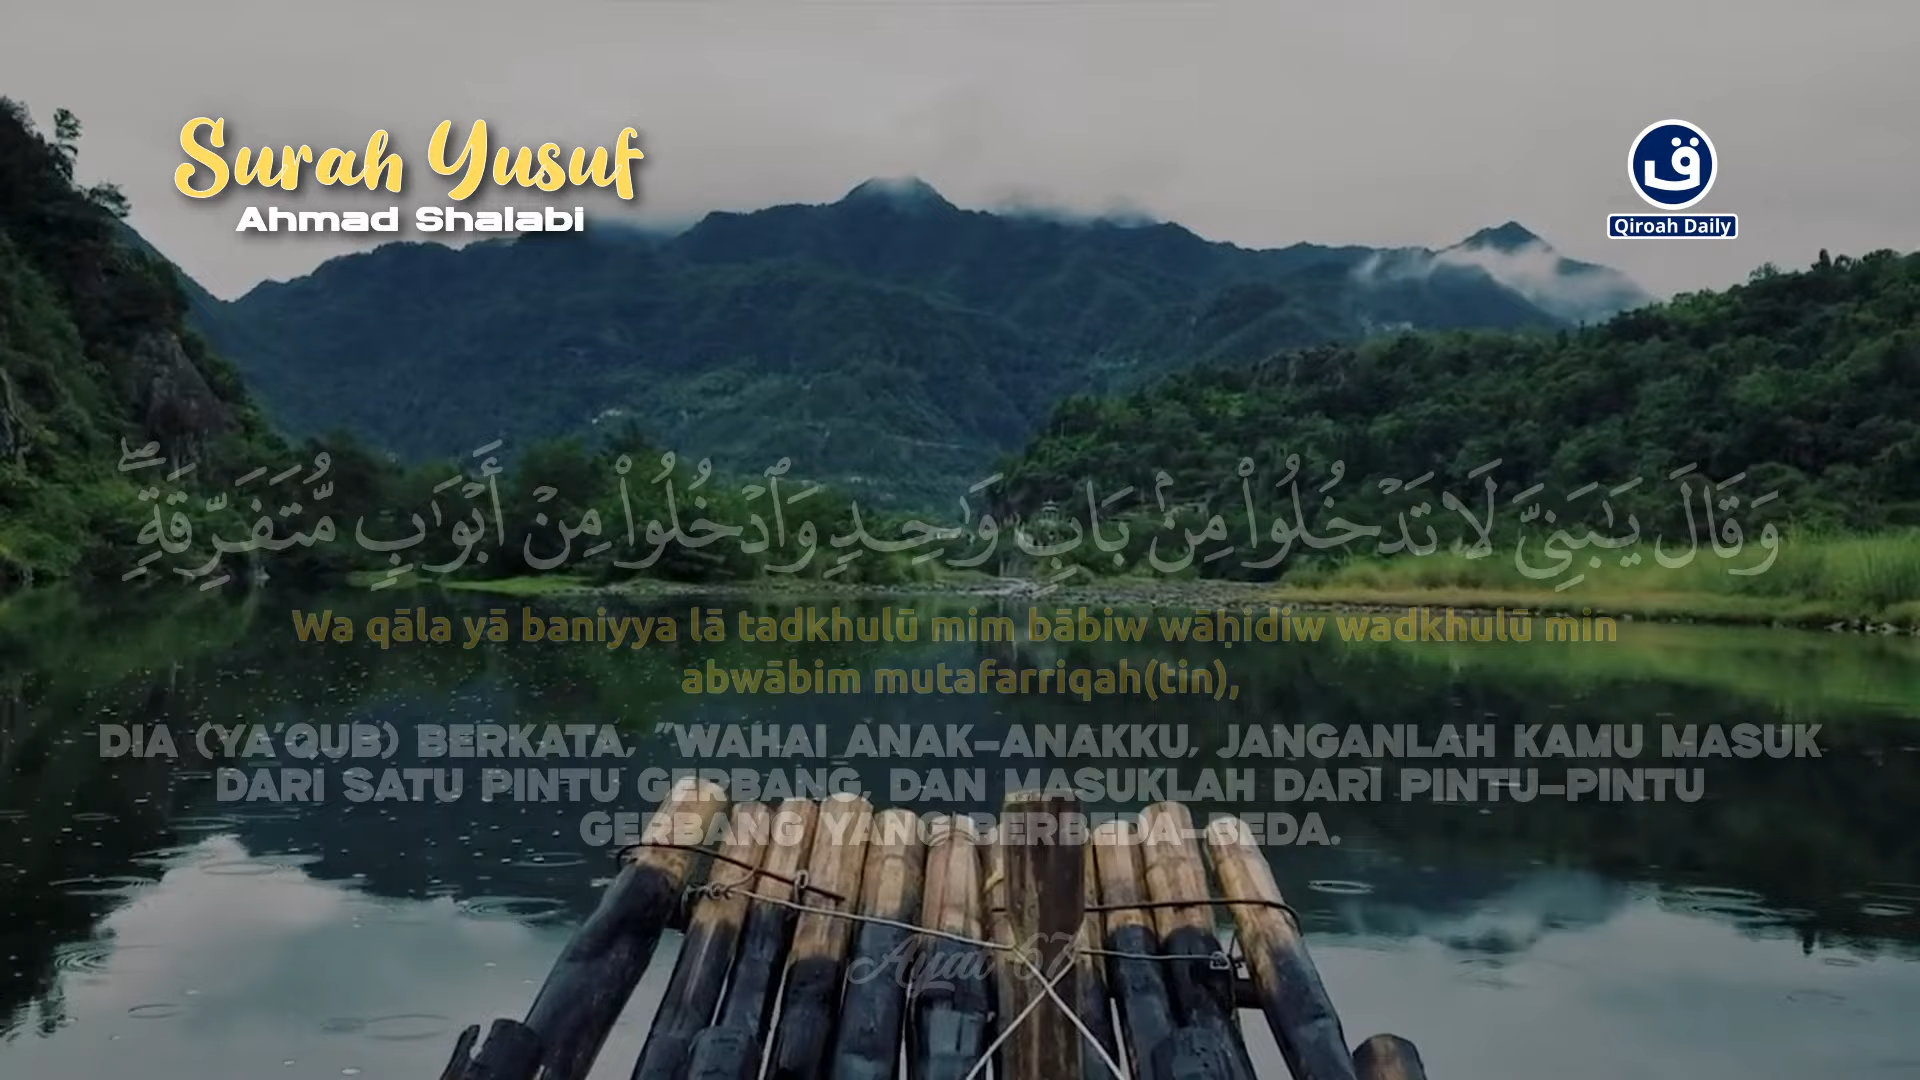 Surah Yusuf
Ahmad Shalabi
ق
Qiroah Daily
وَقَالَ يَـٰبَنِيَّ لَا تَدْخُلُوا۟ مِنۢ بَابٍ وَٰحِدٍ وَٱدْخُلُوا۟ مِنْ أَبْوَٰبٍ مُّتَفَرِّقَةٍ ۖ
Wa qāla yā baniyya lā tadkhulū mim bābiw wāḥidiw wadkhulū min
abwābim mutafarriqah(tin),
DIA (YA'QUB) BERKATA, "WAHAI ANAK-ANAKKU, JANGANLAH KAMU MASUK
DARI SATU PINTU GERBANG, DAN MASUKLAH DARI PINTU-PINTU
GERBANG YANG BERBEDA-BEDA.
Ayat 67